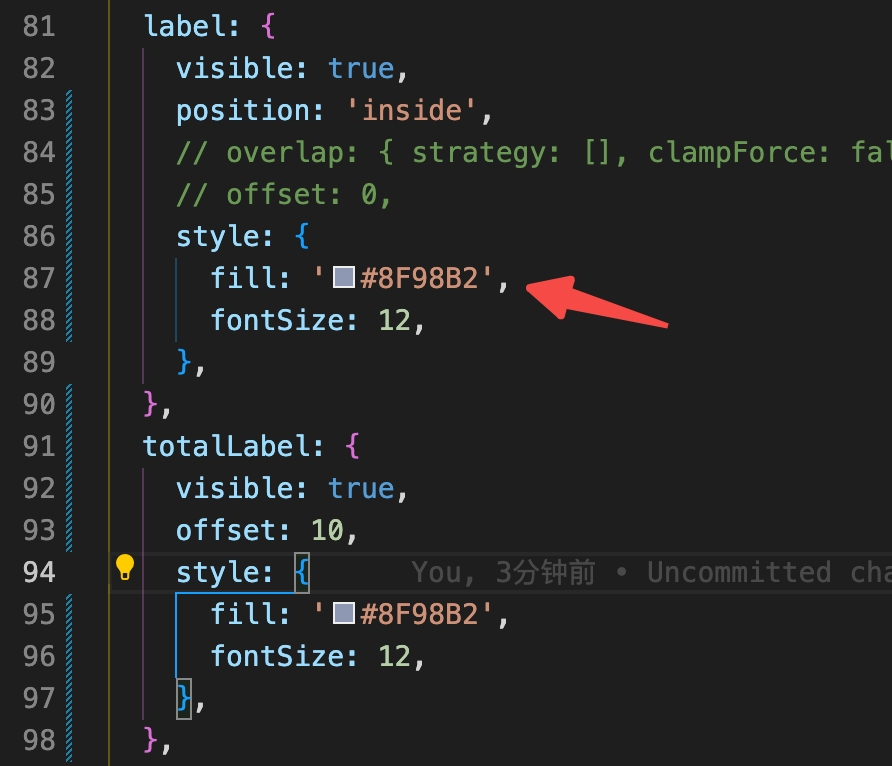 81 label: {
82 visible: true,
83 position: 'inside',
84 // overlap: { strategy: [], clampForce: fal
85 // offset: 0,
86 style: {
87 fill: '#8F98B2',
88 fontSize: 12,
89 },
90 },
91 totalLabel: {
92 visible: true,
93 offset: 10,
94 style: { You, 3分钟前 • Uncommitted cha
95 fill: '#8F98B2',
96 fontSize: 12,
97 },
98 },